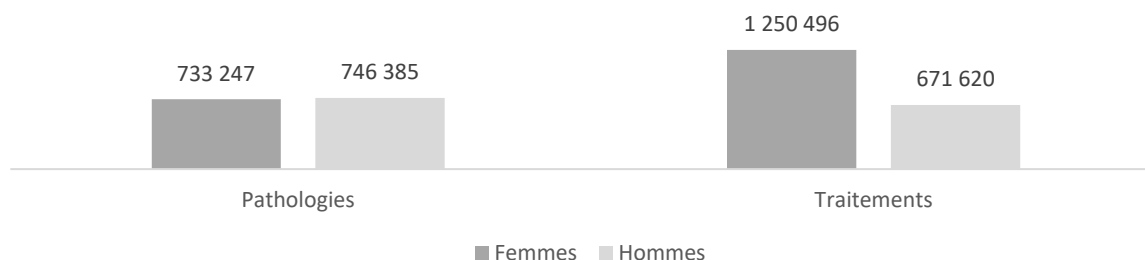 1 250 496
733 247
746 385
671 620
Pathologies
Traitements
Femmes Hommes